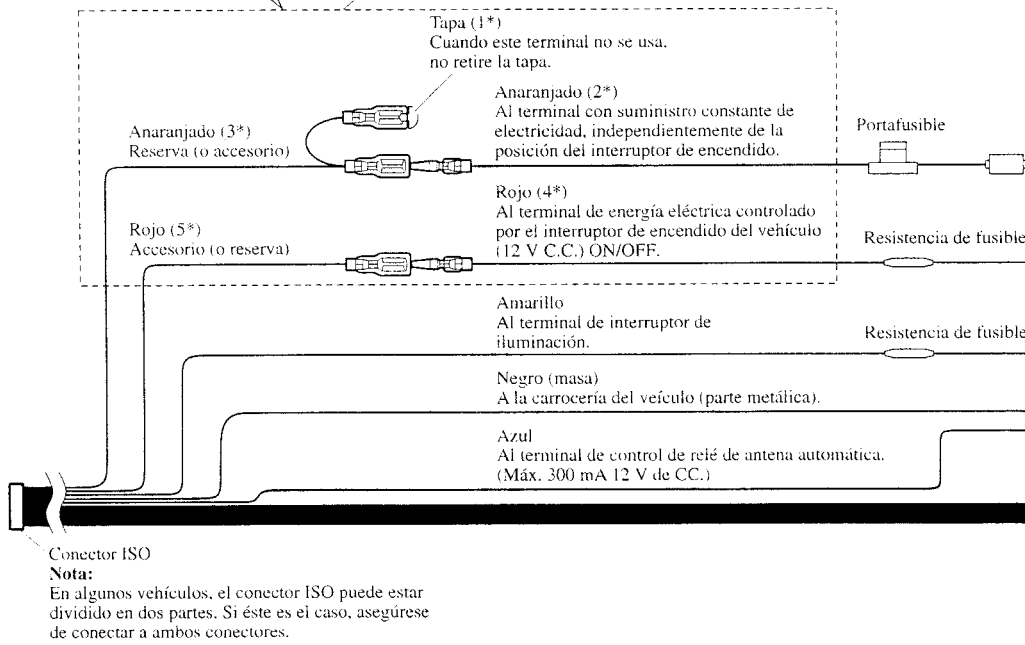 Tapa (1*)
Cuando este terminal no se usa,
no retire la tapa.
Anaranjado (2*)
Al terminal con suministro constante de
electricidad, independientemente de la
posición del interruptor de encendido.
Portafusible
Anaranjado (3*)
Reserva (o accesorio)
Rojo (4*)
Al terminal de energía eléctrica controlado
por el interruptor de encendido del vehículo
(12 V C.C.) ON/OFF.
Rojo (5*)
Accesorio (o reserva)
Resistencia de fusible
Amarillo
Al terminal de interruptor de
iluminación.
Resistencia de fusible
Negro (masa)
A la carrocería del veículo (parte metálica).
Azul
Al terminal de control de relé de antena automática.
(Máx. 300 mA 12 V de CC.)
Conector ISO
Nota:
En algunos vehículos, el conector ISO puede estar
dividido en dos partes. Si éste es el caso, asegúrese
de conectar a ambos conectores.